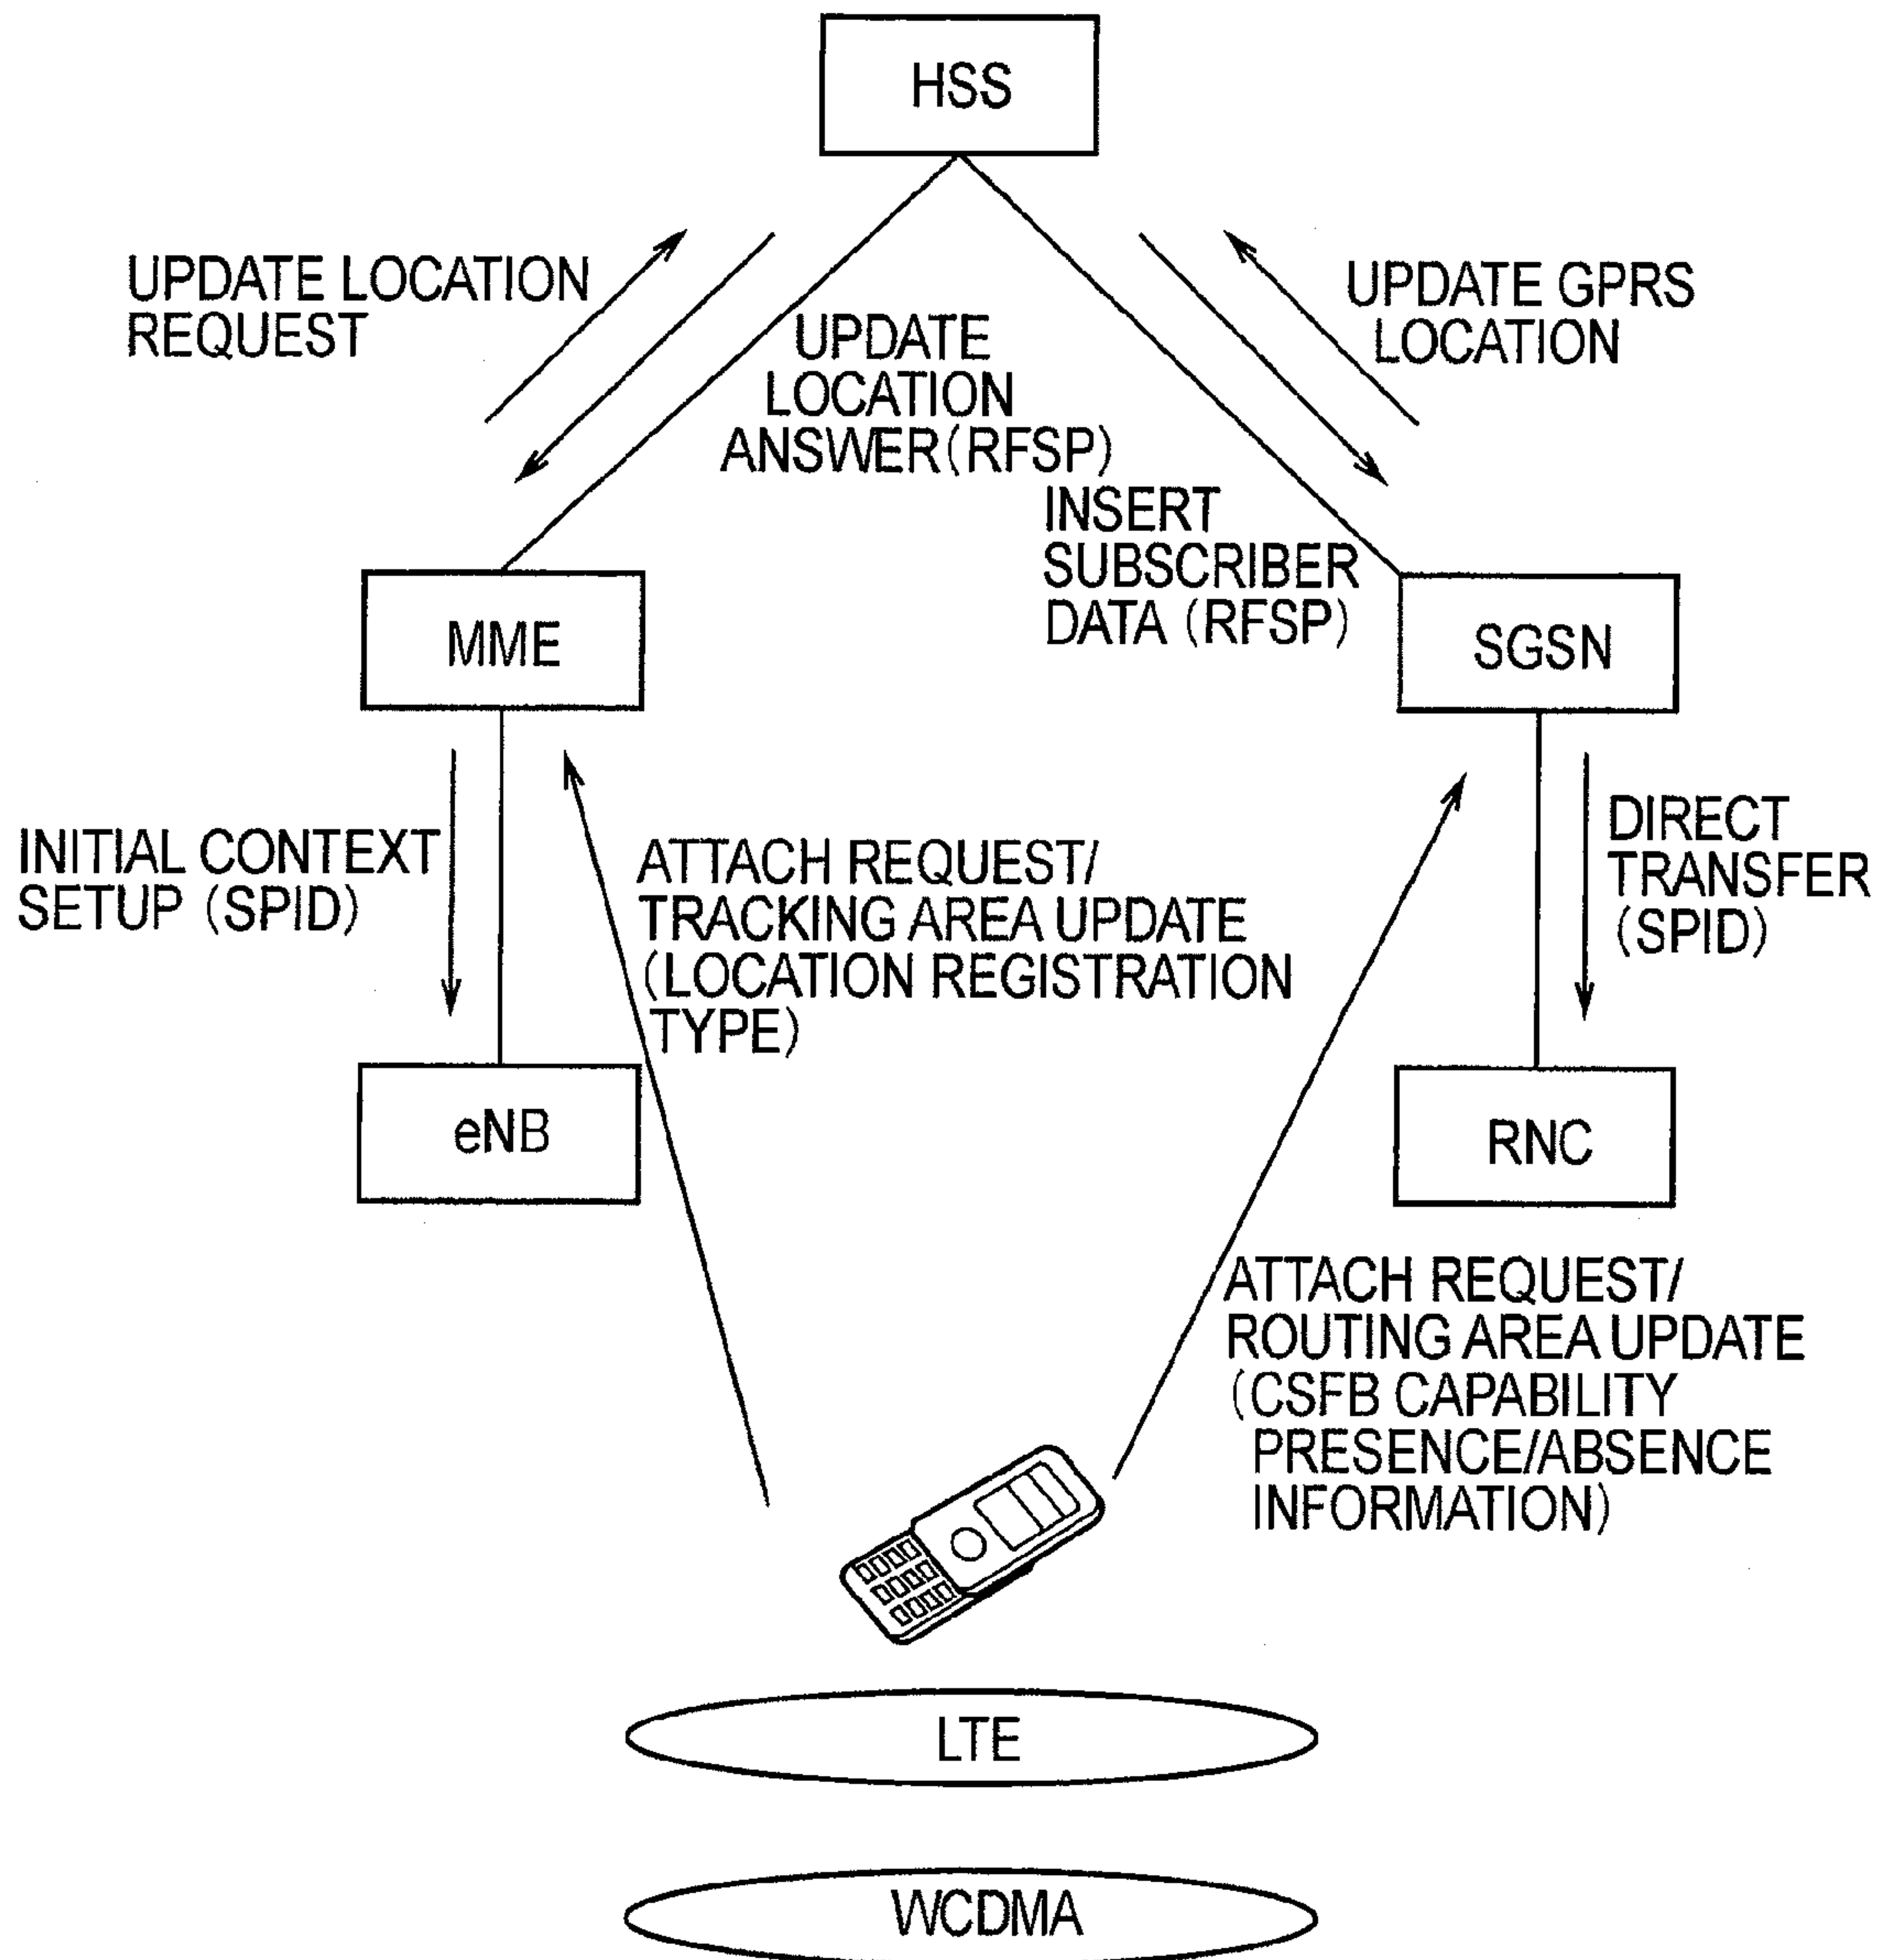 HSS
UPDATE LOCATION
REQUEST
UPDATE
LOCATION
ANSWER(RFSP)
UPDATE GPRS
LOCATION
INSERT
SUBSCRIBER
DATA (RFSP)
MME
SGSN
INITIAL CONTEXT
SETUP (SPID)
ATTACH REQUEST/
TRACKING AREA UPDATE
(LOCATION REGISTRATION
TYPE)
DIRECT
TRANSFER
(SPID)
eNB
RNC
ATTACH REQUEST/
ROUTING AREA UPDATE
(CSFB CAPABILITY
PRESENCE/ABSENCE
INFORMATION)
LTE
WCDMA